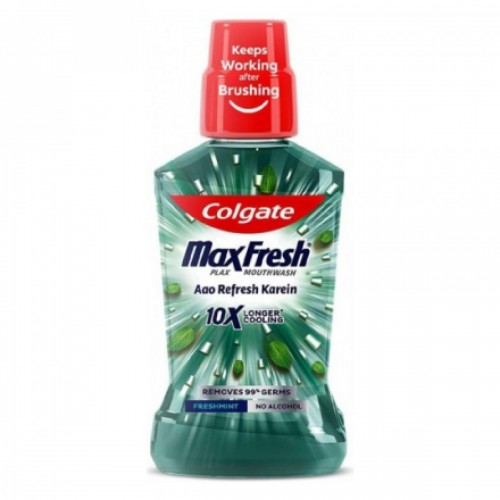 Keeps
Working
after
Brushing
Colgate
MaxFresh
PLAX MOUTHWASH
Aao Refresh Karein
10X LONGER*
COOLING
REMOVES 99% GERMS
FRESHMINT NO ALCOHOL